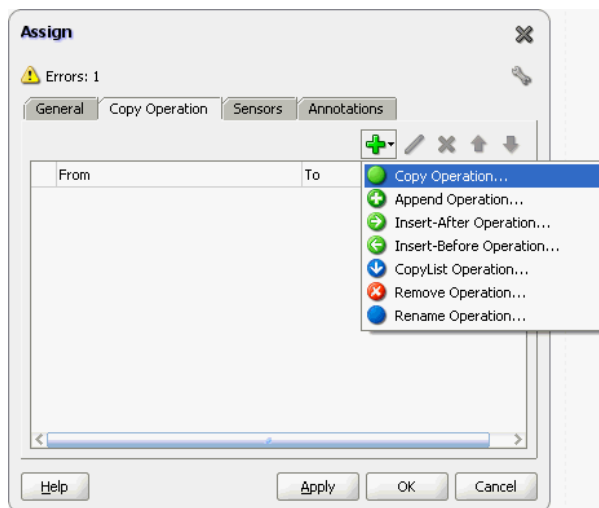 Assign
Errors: 1
General Copy Operation Sensors Annotations
From To
Copy Operation...
Append Operation...
Insert-After Operation...
Insert-Before Operation...
CopyList Operation...
Remove Operation...
Rename Operation...
Help Apply OK Cancel